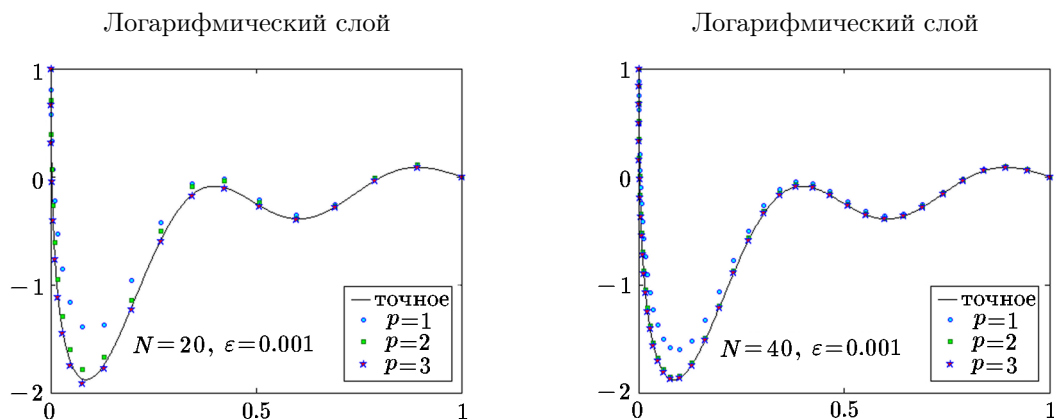 Логарифмический слой
1
0
−1
−2
0
0.5
1
точное
p=1
p=2
p=3
N=20, ε=0.001
Логарифмический слой
1
0
−1
−2
0
0.5
1
точное
p=1
p=2
p=3
N=40, ε=0.001